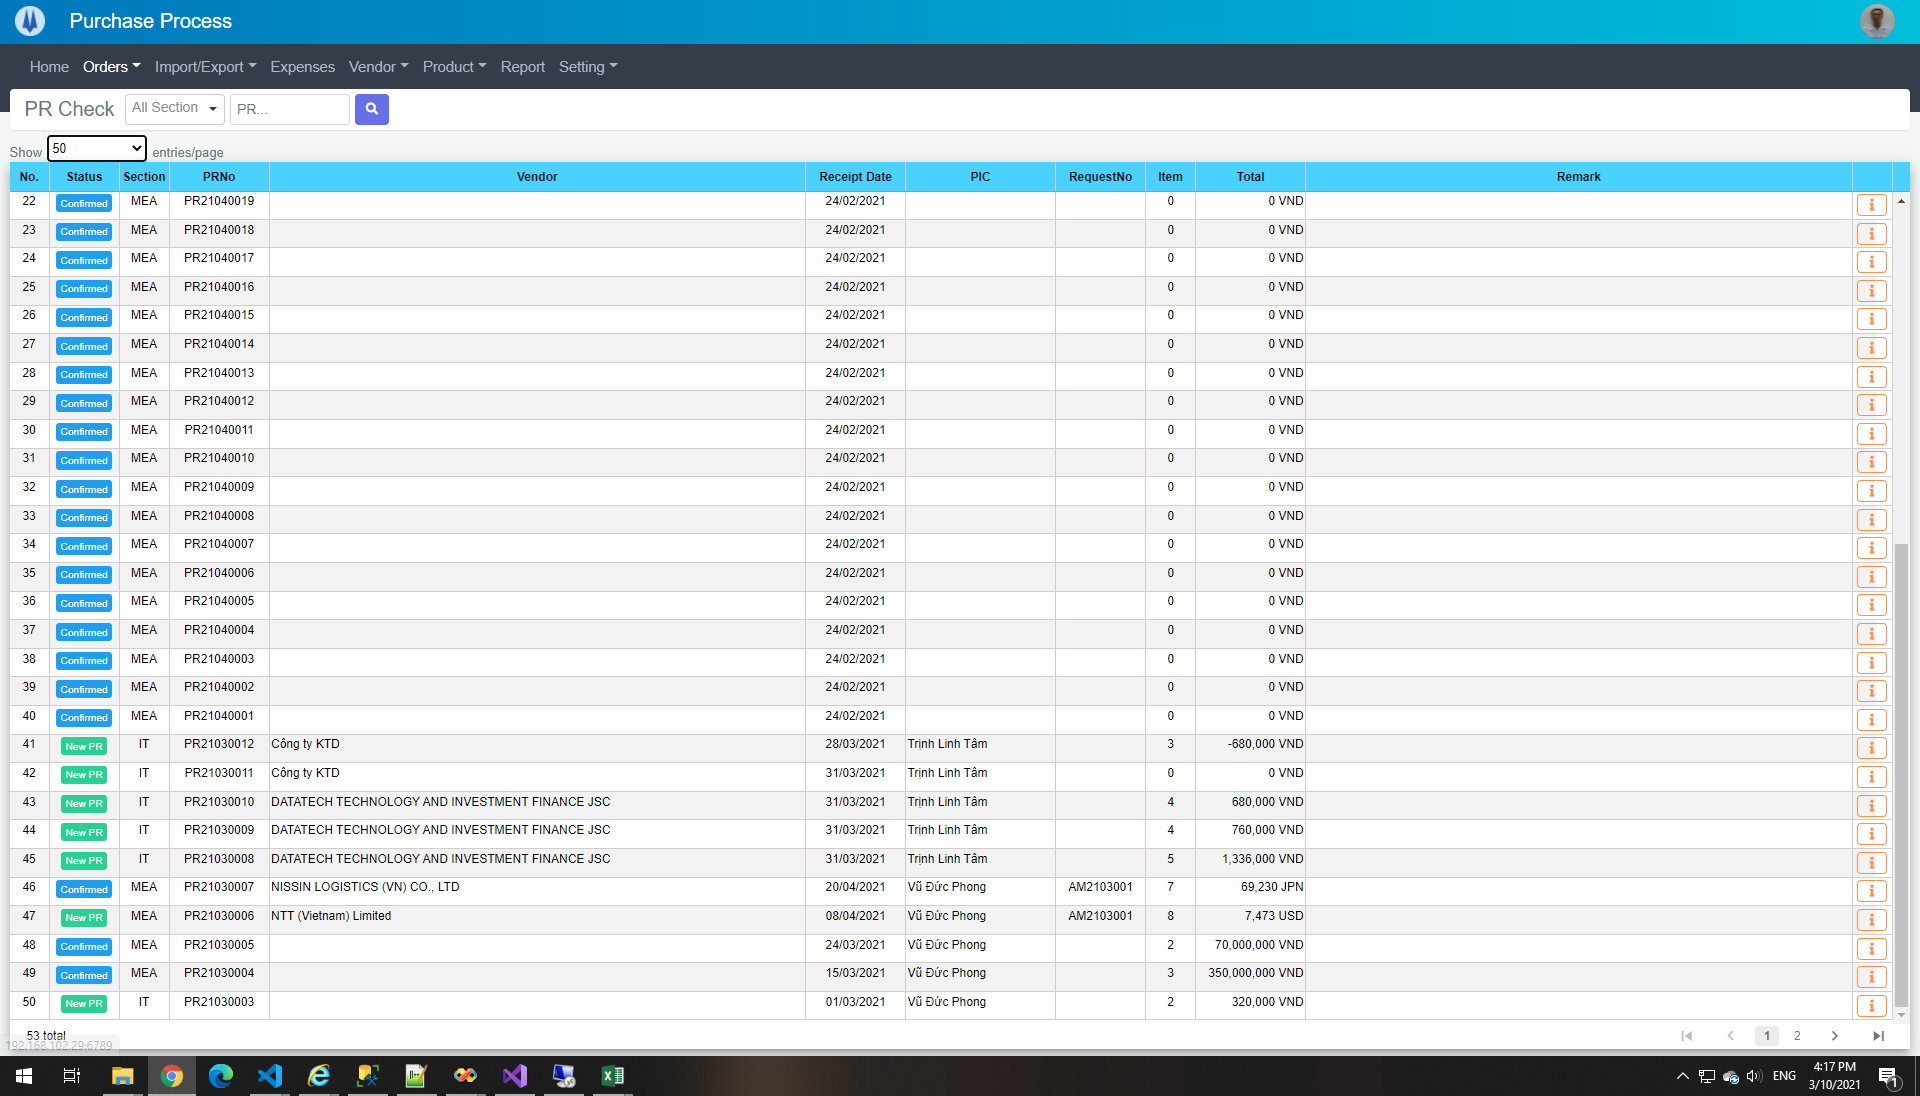 Purchase Process
Home Orders Import/Export Expenses Vendor Product Report Setting
PR Check All Section PR...
Show 50 entries/page
No. Status Section PRNo Vendor Receipt Date PIC RequestNo Item Total Remark
22 Confirmed MEA PR21040019 24/02/2021 0 0 VND
23 Confirmed MEA PR21040018 24/02/2021 0 0 VND
24 Confirmed MEA PR21040017 24/02/2021 0 0 VND
25 Confirmed MEA PR21040016 24/02/2021 0 0 VND
26 Confirmed MEA PR21040015 24/02/2021 0 0 VND
27 Confirmed MEA PR21040014 24/02/2021 0 0 VND
28 Confirmed MEA PR21040013 24/02/2021 0 0 VND
29 Confirmed MEA PR21040012 24/02/2021 0 0 VND
30 Confirmed MEA PR21040011 24/02/2021 0 0 VND
31 Confirmed MEA PR21040010 24/02/2021 0 0 VND
32 Confirmed MEA PR21040009 24/02/2021 0 0 VND
33 Confirmed MEA PR21040008 24/02/2021 0 0 VND
34 Confirmed MEA PR21040007 24/02/2021 0 0 VND
35 Confirmed MEA PR21040006 24/02/2021 0 0 VND
36 Confirmed MEA PR21040005 24/02/2021 0 0 VND
37 Confirmed MEA PR21040004 24/02/2021 0 0 VND
38 Confirmed MEA PR21040003 24/02/2021 0 0 VND
39 Confirmed MEA PR21040002 24/02/2021 0 0 VND
40 Confirmed MEA PR21040001 24/02/2021 0 0 VND
41 New PR IT PR21030012 Công ty KTD 28/03/2021 Trịnh Linh Tâm 3 -680,000 VND
42 New PR IT PR21030011 Công ty KTD 31/03/2021 Trịnh Linh Tâm 0 0 VND
43 New PR IT PR21030010 DATATECH TECHNOLOGY AND INVESTMENT FINANCE JSC 31/03/2021 Trịnh Linh Tâm 4 680,000 VND
44 New PR IT PR21030009 DATATECH TECHNOLOGY AND INVESTMENT FINANCE JSC 31/03/2021 Trịnh Linh Tâm 4 760,000 VND
45 New PR IT PR21030008 DATATECH TECHNOLOGY AND INVESTMENT FINANCE JSC 31/03/2021 Trịnh Linh Tâm 5 1,336,000 VND
46 Confirmed MEA PR21030007 NISSIN LOGISTICS (VN) CO., LTD 20/04/2021 Vũ Đức Phong AM2103001 7 69,230 JPN
47 New PR MEA PR21030006 NTT (Vietnam) Limited 08/04/2021 Vũ Đức Phong AM2103001 8 7,473 USD
48 Confirmed MEA PR21030005 24/03/2021 Vũ Đức Phong 2 70,000,000 VND
49 Confirmed MEA PR21030004 15/03/2021 Vũ Đức Phong 3 350,000,000 VND
50 New PR IT PR21030003 01/03/2021 Vũ Đức Phong 2 320,000 VND
53 total 1 2
192.168.102.29:6789
ENG 4:17 PM
3/10/2021 1